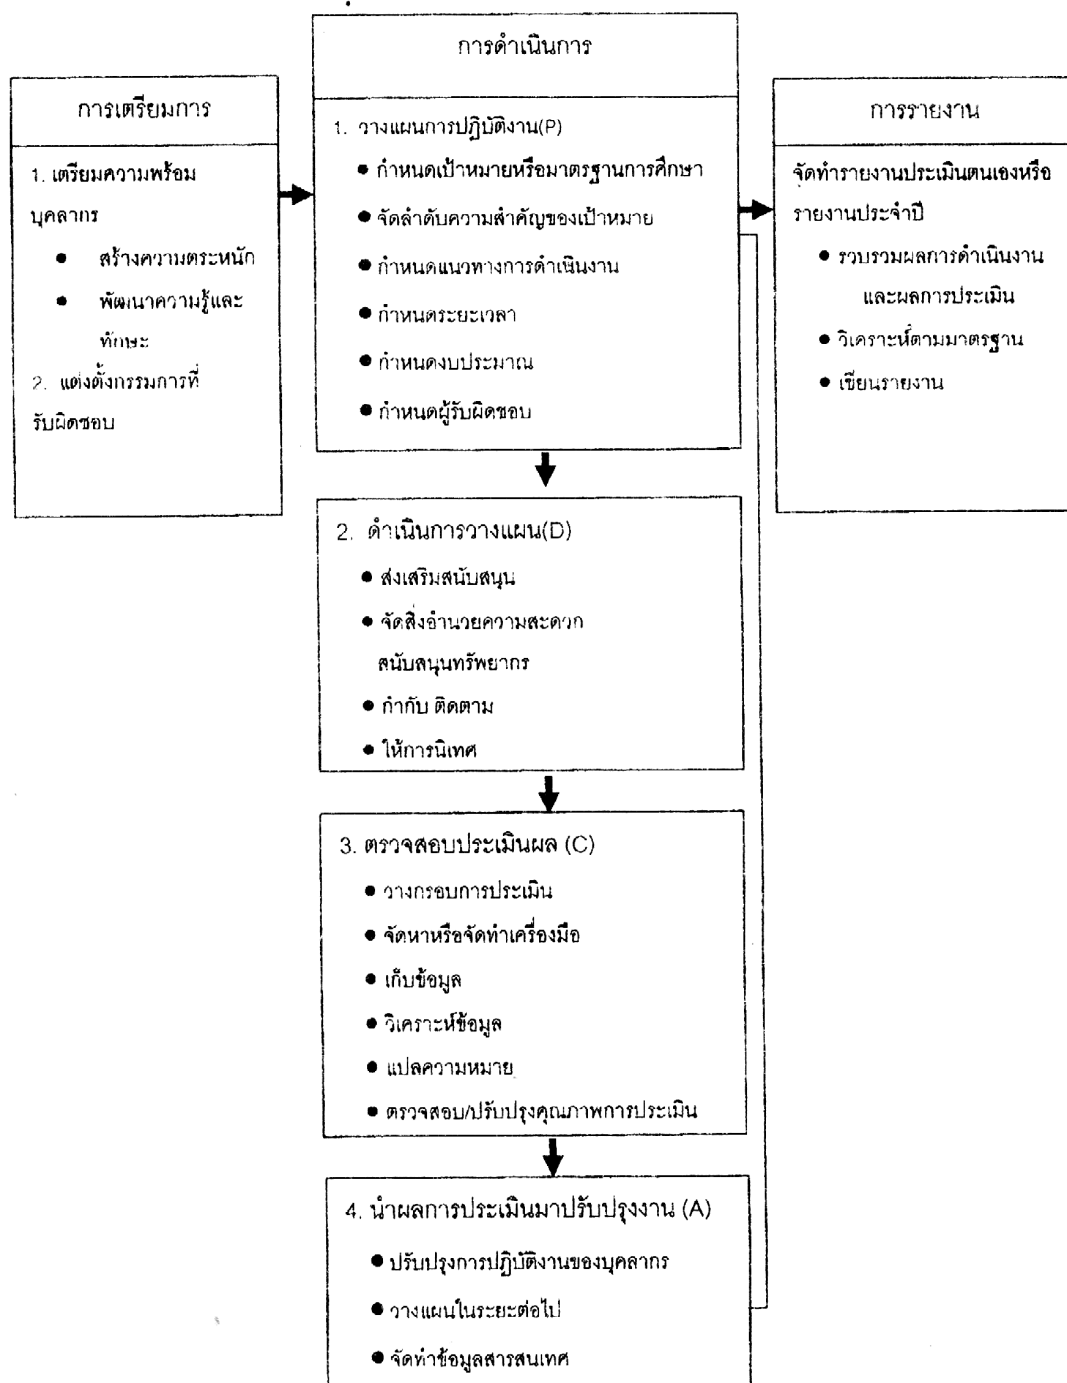 การเตรียมการ
1. เตรียมความพร้อม
บุคลากร
● สร้างความตระหนัก
● พัฒนาความรู้และ
ทักษะ
2. แต่งตั้งกรรมการที่
รับผิดชอบ
การดำเนินการ
1. วางแผนการปฏิบัติงาน(P)
● กำหนดเป้าหมายหรือมาตรฐานการศึกษา
● จัดลำดับความสำคัญของเป้าหมาย
● กำหนดแนวทางการดำเนินงาน
● กำหนดระยะเวลา
● กำหนดงบประมาณ
● กำหนดผู้รับผิดชอบ
2. ดำเนินการวางแผน(D)
● ส่งเสริมสนับสนุน
● จัดสิ่งอำนวยความสะดวก
สนับสนุนทรัพยากร
● กำกับ ติดตาม
● ให้การนิเทศ
3. ตรวจสอบประเมินผล (C)
● วางกรอบการประเมิน
● จัดหาหรือจัดทำเครื่องมือ
● เก็บข้อมูล
● วิเคราะห์ข้อมูล
● แปลความหมาย
● ตรวจสอบ/ปรับปรุงคุณภาพการประเมิน
4. นำผลการประเมินมาปรับปรุงงาน (A)
● ปรับปรุงการปฏิบัติงานของบุคลากร
● วางแผนในระยะต่อไป
● จัดทำข้อมูลสารสนเทศ
การรายงาน
จัดทำรายงานประเมินตนเองหรือ
รายงานประจำปี
● รวบรวมผลการดำเนินงาน
และผลการประเมิน
● วิเคราะห์ตามมาตรฐาน
● เขียนรายงาน